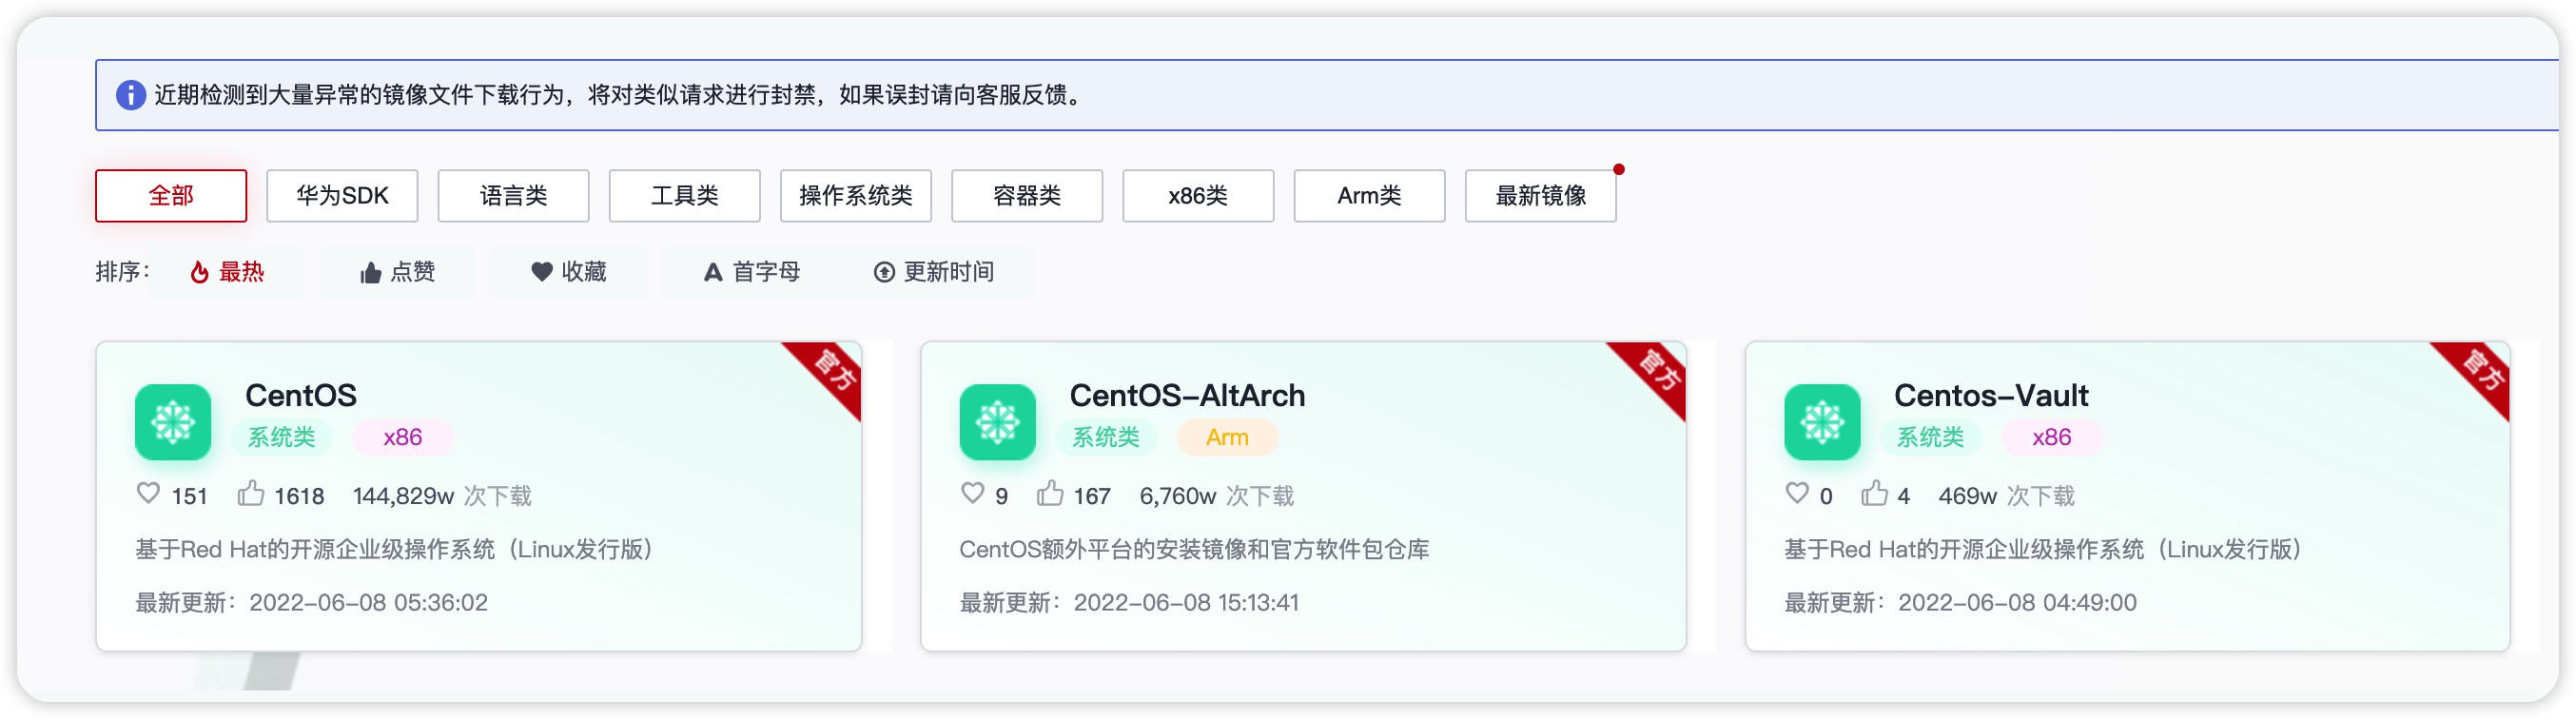 近期检测到大量异常的镜像文件下载行为，将对类似请求进行封禁，如果误封请向客服反馈。
全部 华为SDK 语言类 工具类 操作系统类 容器类 x86类 Arm类 最新镜像
排序： 最热 点赞 收藏 A 首字母 更新时间
官方
CentOS
系统类 x86
151 1618 144,829w 次下载
基于Red Hat的开源企业级操作系统（Linux发行版）
最新更新：2022-06-08 05:36:02
官方
CentOS-AltArch
系统类 Arm
9 167 6,760w 次下载
CentOS额外平台的安装镜像和官方软件包仓库
最新更新：2022-06-08 15:13:41
官方
Centos-Vault
系统类 x86
0 4 469w 次下载
基于Red Hat的开源企业级操作系统（Linux发行版）
最新更新：2022-06-08 04:49:00